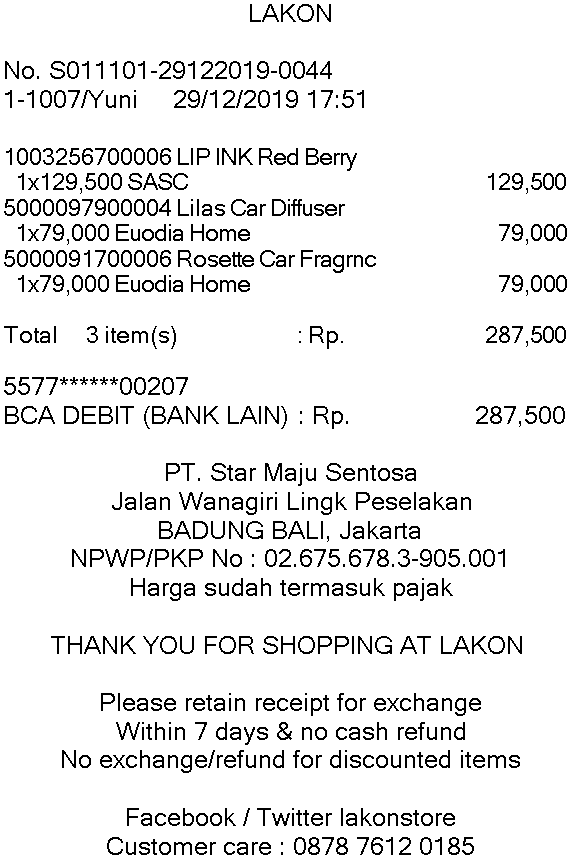 LAKON
No. S011101-29122019-0044
1-1007/Yuni 29/12/2019 17:51
1003256700006 LIP INK Red Berry
1x129,500 SASC 129,500
5000097900004 Lilas Car Diffuser
1x79,000 Euodia Home 79,000
5000091700006 Rosette Car Fragrnc
1x79,000 Euodia Home 79,000
Total 3 item(s) : Rp. 287,500
5577******00207
BCA DEBIT (BANK LAIN) : Rp. 287,500
PT. Star Maju Sentosa
Jalan Wanagiri Lingk Peselakan
BADUNG BALI, Jakarta
NPWP/PKP No : 02.675.678.3-905.001
Harga sudah termasuk pajak
THANK YOU FOR SHOPPING AT LAKON
Please retain receipt for exchange
Within 7 days & no cash refund
No exchange/refund for discounted items
Facebook / Twitter lakonstore
Customer care : 0878 7612 0185